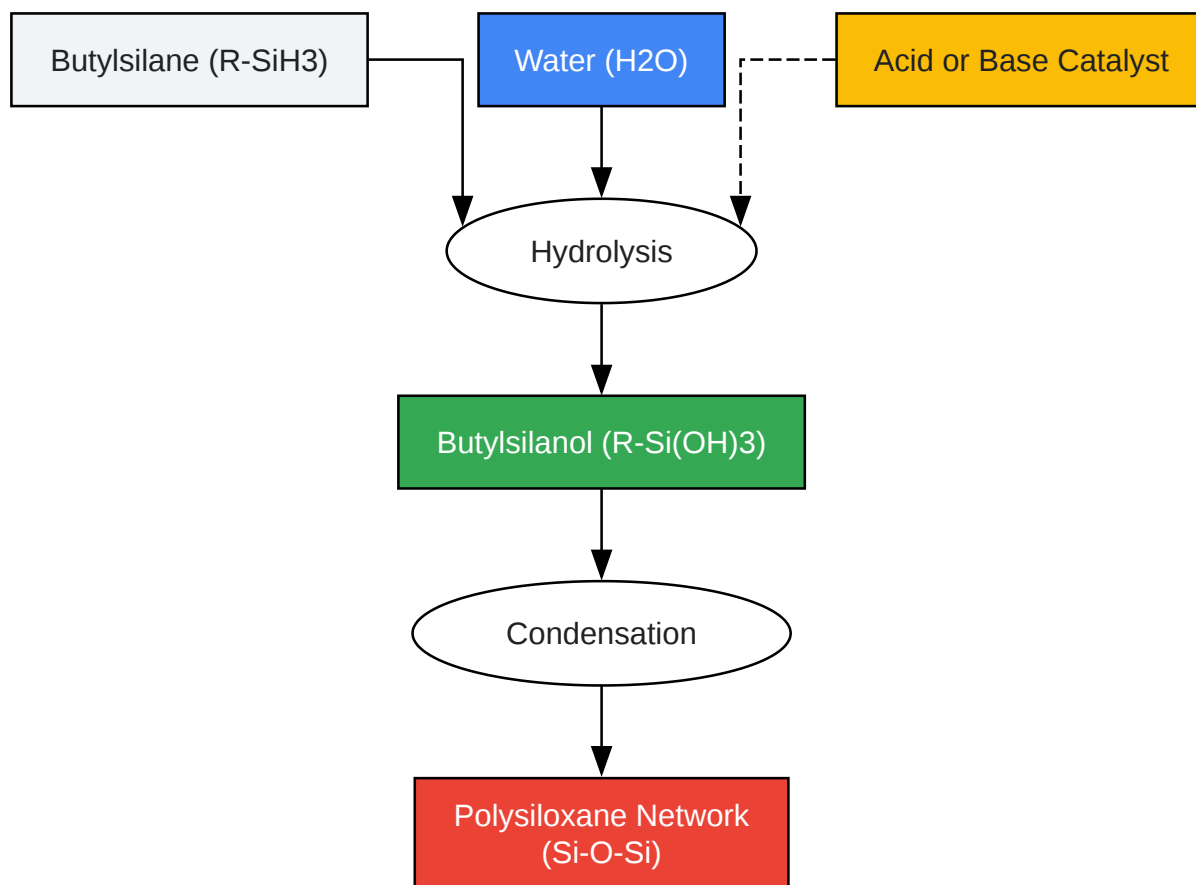 Butylsilane (R-SiH3)
Water (H2O)
Acid or Base Catalyst
Hydrolysis
Butylsilanol (R-Si(OH)3)
Condensation
Polysiloxane Network
(Si-O-Si)